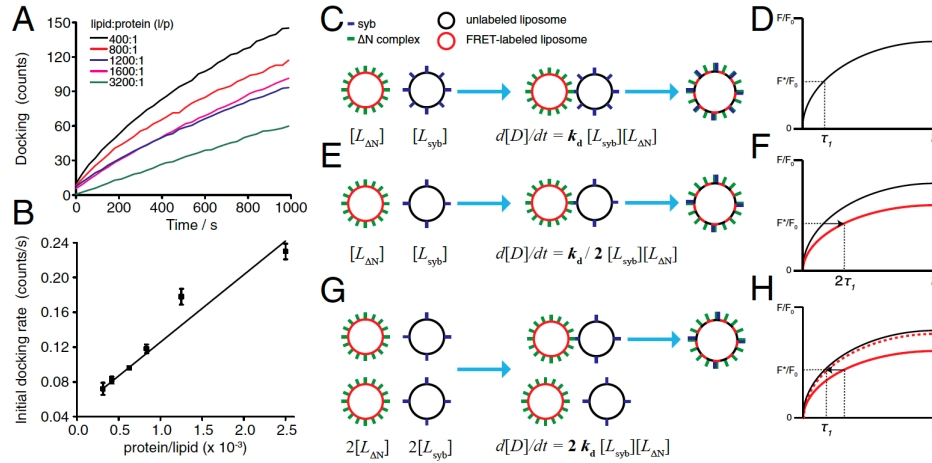 A
lipid:protein (l/p)
400:1
800:1
1200:1
1600:1
3200:1
Docking (counts)
150
120
90
60
30
0
0 200 400 600 800 1000
Time / s
B
Initial docking rate (counts/s)
0.24
0.20
0.16
0.12
0.08
0.04
0.0 0.5 1.0 1.5 2.0 2.5
protein/lipid (x 10⁻³)
C
syb
ΔN complex
unlabeled liposome
FRET-labeled liposome
[L_ΔN] [L_syb] d[D]/dt = k_d [L_syb][L_ΔN]
D
F/F₀
F*/F₀
0
τ₁
E
[L_ΔN] [L_syb] d[D]/dt = k_d / 2 [L_syb][L_ΔN]
F
F/F₀
F*/F₀
0
2τ₁
G
2[L_ΔN] 2[L_syb] d[D]/dt = 2 k_d [L_syb][L_ΔN]
H
F/F₀
F*/F₀
0
τ₁